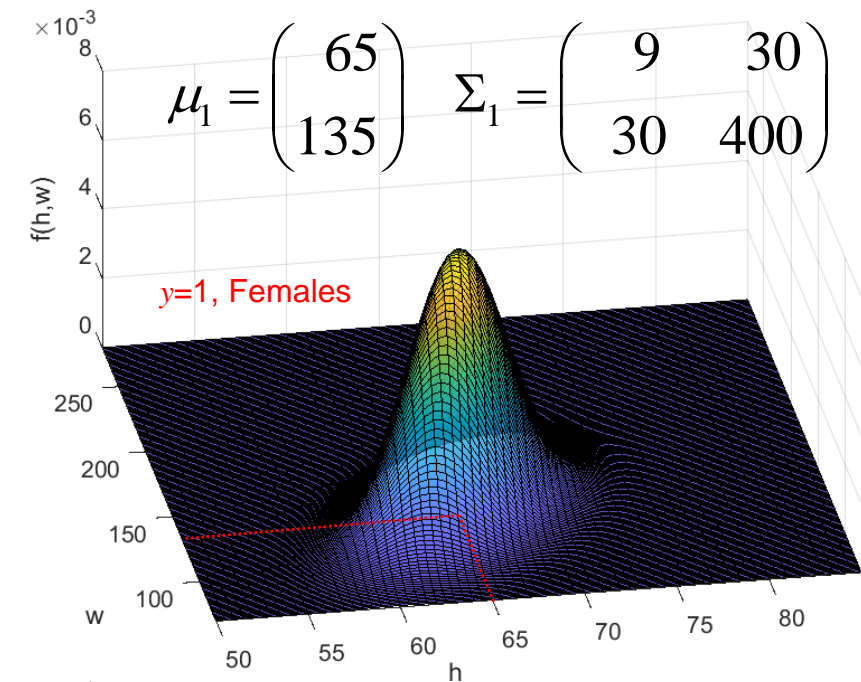 ×10⁻³
8
6
4
2
0
f(h,w)
μ₁ = (65 135) Σ₁ = (9 30 30 400)
y=1, Females
250
200
150
100
w
50 55 60 65 70 75 80
h